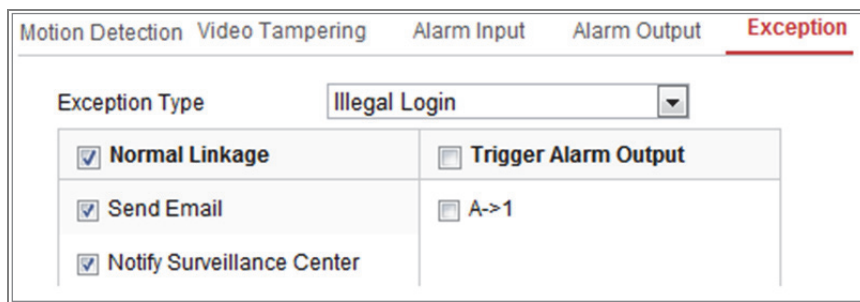 Motion Detection Video Tampering Alarm Input Alarm Output Exception
Exception Type Illegal Login
Normal Linkage Trigger Alarm Output
Send Email A->1
Notify Surveillance Center